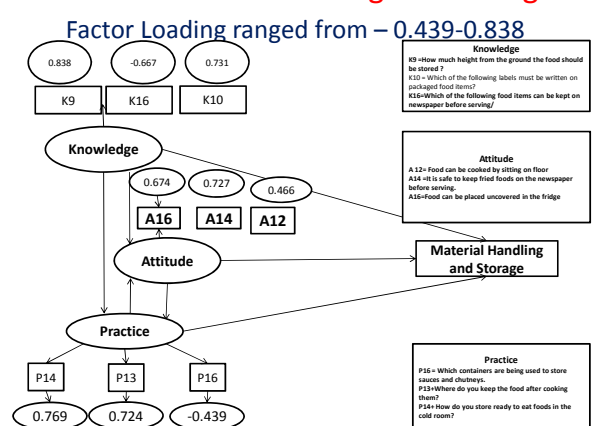 Factor Loading ranged from – 0.439-0.838
0.838
-0.667
0.731
K9
K16
K10
Knowledge
K9 =How much height from the ground the food should
be stored ?
K10 = Which of the following labels must be written on
packaged food items?
K16=Which of the following food items can be kept on
newspaper before serving/
Knowledge
0.674
0.727
0.466
A16
A14
A12
Attitude
A 12= Food can be cooked by sitting on floor
A14 =It is safe to keep fried foods on the newspaper
before serving.
A16=Food can be placed uncovered in the fridge
Attitude
Material Handling
and Storage
Practice
P14
P13
P16
0.769
0.724
-0.439
Practice
P16 = Which containers are being used to store
sauces and chutneys.
P13+Where do you keep the food after cooking
them?
P14+ How do you store ready to eat foods in the
cold room?